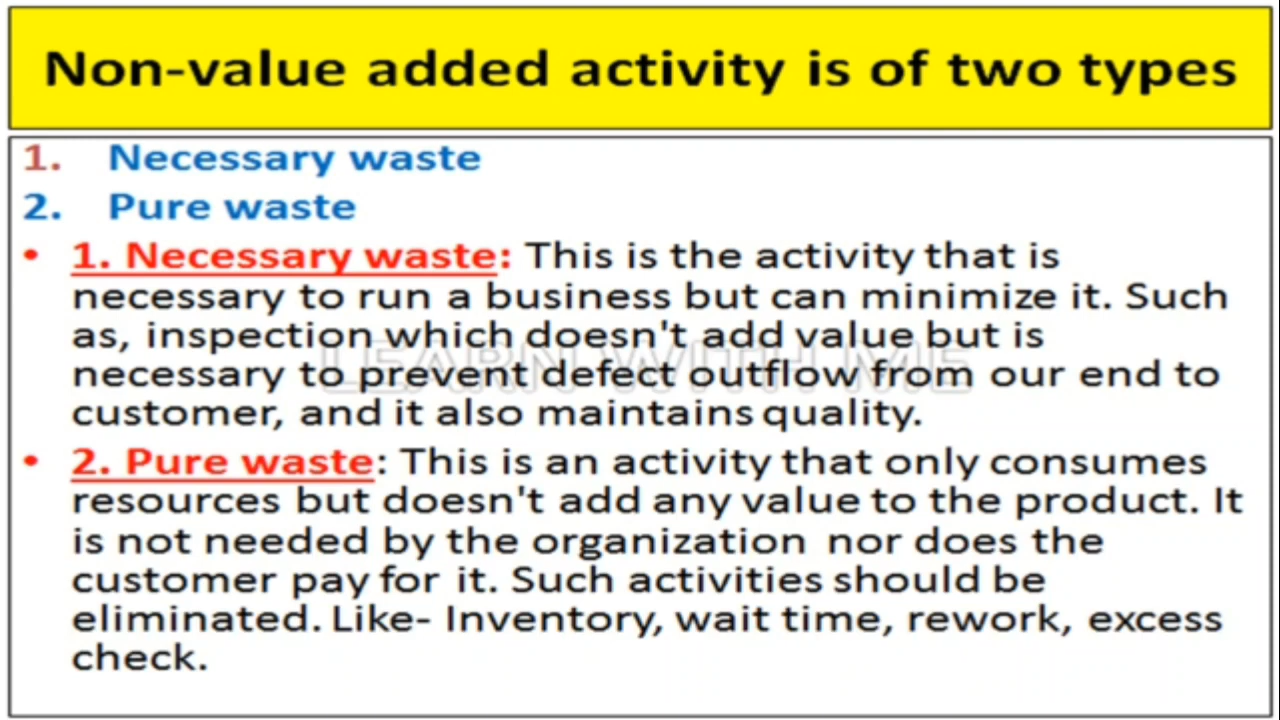 Non-value added activity is of two types
1. Necessary waste
2. Pure waste
• 1. Necessary waste: This is the activity that is
necessary to run a business but can minimize it. Such
as, inspection which doesn't add value but is
necessary to prevent defect outflow from our end to
customer, and it also maintains quality.
LEARN WITH ME
• 2. Pure waste: This is an activity that only consumes
resources but doesn't add any value to the product. It
is not needed by the organization nor does the
customer pay for it. Such activities should be
eliminated. Like- Inventory, wait time, rework, excess
check.